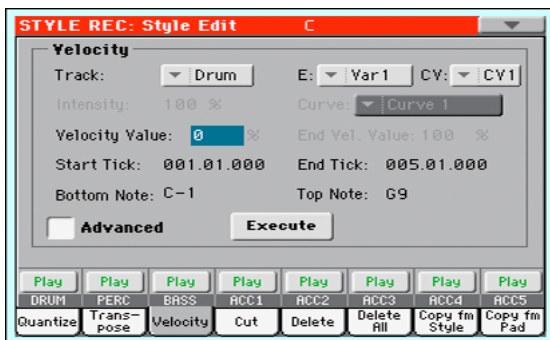 STYLE REC: Style Edit C
Velocity
Track: Drum E: Var1 CV: CV1
Intensity: 100 % Curve: Curve 1
Velocity Value: 0 % End Vel. Value: 100 %
Start Tick: 001.01.000 End Tick: 005.01.000
Bottom Note: C-1 Top Note: G9
Advanced Execute
Play Play Play Play Play Play Play Play
DRUM PERC BASS ACC1 ACC2 ACC3 ACC4 ACC5
Quantize Trans-pose Velocity Cut Delete Delete All Copy fm Style Copy fm Pad